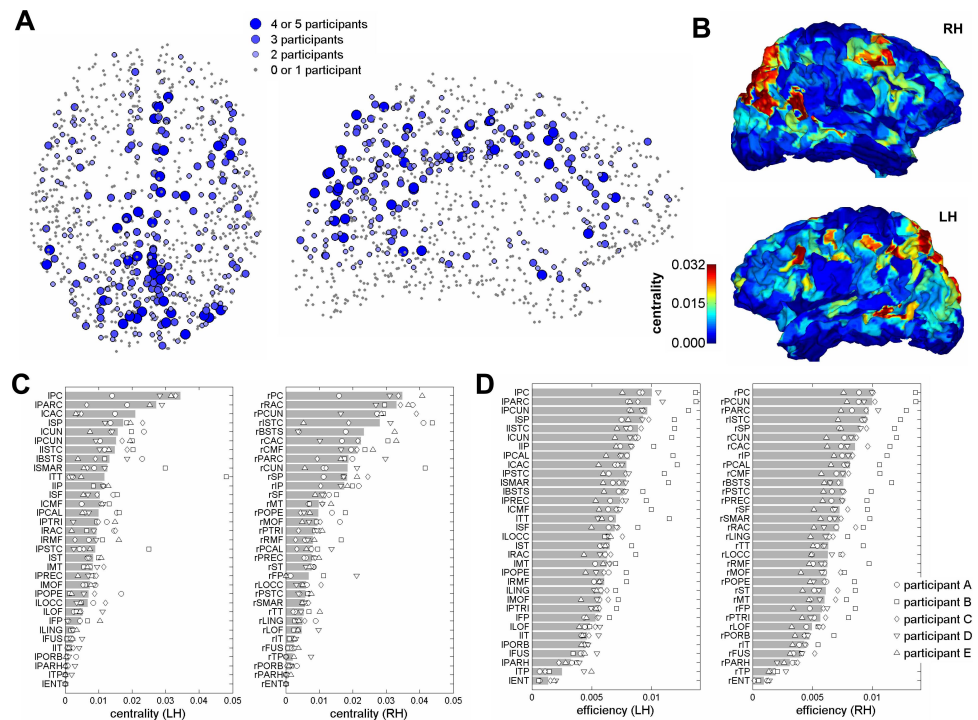 A
4 or 5 participants
3 participants
2 participants
0 or 1 participant
B
RH
LH
centrality
0.032
0.015
0.000
C
lPC
lPARC
lCAC
lSP
lCUN
lPCUN
lISTC
lBSTS
lSMAR
lTT
lIP
lSF
lCMF
lPCAL
lPTRI
lRAC
lRMF
lPSTC
lST
lMT
lPREC
lMOF
lPOPE
lLOCC
lLOF
lFP
lLING
lFUS
lIT
lPORB
lPARH
lTP
lENT
0 0.01 0.02 0.03 0.04 0.05
centrality (LH)
rPC
rRAC
rPCUN
rISTC
rBSTS
rCAC
rCMF
rPARC
rCUN
rSP
rIP
rSF
rMT
rPOPE
rMOF
rPTRI
rRMF
rPCAL
rPREC
rST
rFP
rLOCC
rPSTC
rSMAR
rTT
rLING
rLOF
rIT
rFUS
rTP
rPORB
rPARH
rENT
0 0.01 0.02 0.03 0.04 0.05
centrality (RH)
D
lPC
lPARC
lPCUN
lSP
lISTC
lCUN
lIP
lPCAL
lCAC
lPSTC
lSMAR
lBSTS
lPREC
lCMF
lTT
lSF
lLOCC
lST
lRAC
lMT
lPOPE
lRMF
lMOF
lPTRI
lFP
lLOF
lIT
lPORB
lFUS
lPARH
lTP
lENT
0 0.005 0.01
efficiency (LH)
rPC
rPCUN
rPARC
rISTC
rSP
rCUN
rCAC
rIP
rPCAL
rCMF
rBSTS
rPSTC
rPREC
rSF
rSMAR
rRAC
rLING
rTT
rLOCC
rRMF
rMOF
rPOPE
rST
rMT
rFP
rPTRI
rLOF
rPORB
rIT
rFUS
rPARH
rTP
rENT
0 0.005 0.01
efficiency (RH)
participant A
participant B
participant C
participant D
participant E